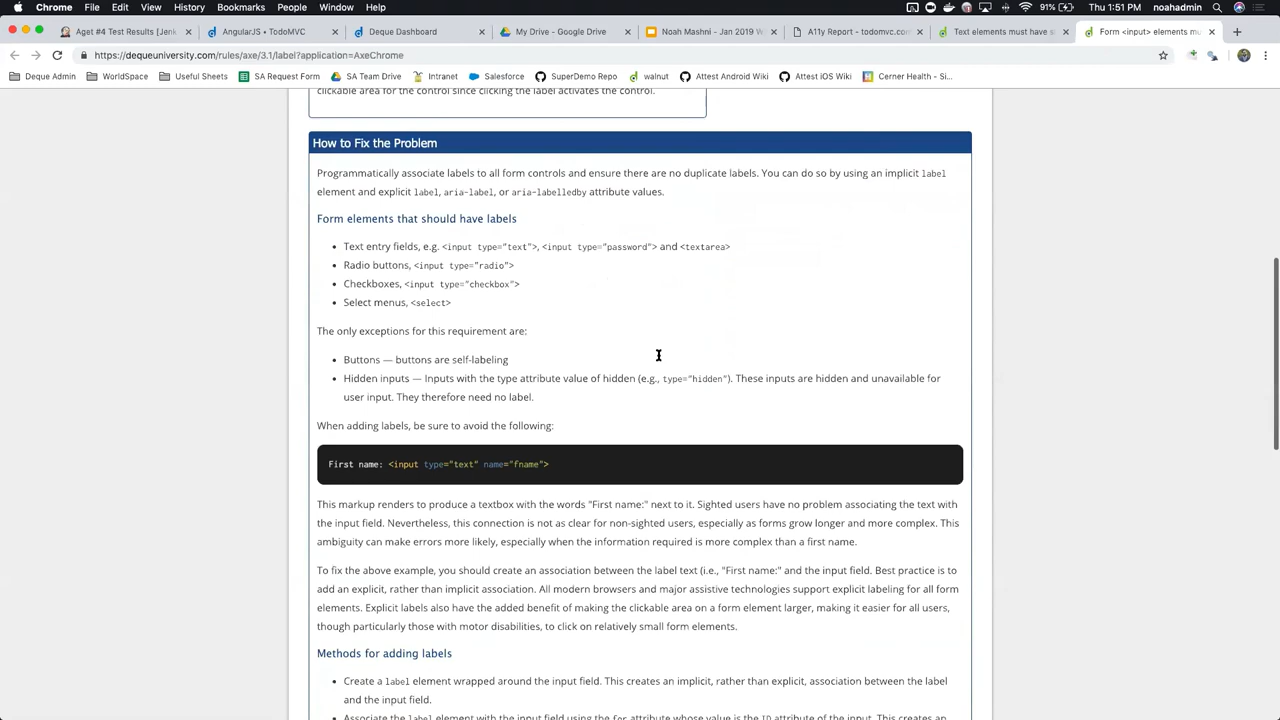 Chrome File Edit View History Bookmarks People Window Help 91% Thu 1:51 PM noahadmin
Aget #4 Test Results [Jenk AngularJS • TodoMVC Deque Dashboard My Drive - Google Drive Noah Mashni - Jan 2019 W A11y Report - todomvc.com Text elements must have s Form <input> elements mu
https://dequeuniversity.com/rules/axe/3.1/label?application=AxeChrome
Deque Admin WorldSpace Useful Sheets SA Request Form SA Team Drive Intranet Salesforce SuperDemo Repo walnut Attest Android Wiki Attest iOS Wiki Cerner Health - Si...
clickable area for the control since clicking the label activates the control.
How to Fix the Problem
Programmatically associate labels to all form controls and ensure there are no duplicate labels. You can do so by using an implicit label
element and explicit label, aria-label, or aria-labelledby attribute values.
Form elements that should have labels
• Text entry fields, e.g. <input type="text">, <input type="password"> and <textarea>
• Radio buttons, <input type="radio">
• Checkboxes, <input type="checkbox">
• Select menus, <select>
The only exceptions for this requirement are:
• Buttons — buttons are self-labeling
• Hidden inputs — Inputs with the type attribute value of hidden (e.g., type="hidden"). These inputs are hidden and unavailable for
user input. They therefore need no label.
When adding labels, be sure to avoid the following:
First name: <input type="text" name="fname">
This markup renders to produce a textbox with the words "First name:" next to it. Sighted users have no problem associating the text with
the input field. Nevertheless, this connection is not as clear for non-sighted users, especially as forms grow longer and more complex. This
ambiguity can make errors more likely, especially when the information required is more complex than a first name.
To fix the above example, you should create an association between the label text (i.e., "First name:" and the input field. Best practice is to
add an explicit, rather than implicit association. All modern browsers and major assistive technologies support explicit labeling for all form
elements. Explicit labels also have the added benefit of making the clickable area on a form element larger, making it easier for all users,
though particularly those with motor disabilities, to click on relatively small form elements.
Methods for adding labels
• Create a label element wrapped around the input field. This creates an implicit, rather than explicit, association between the label
and the input field.
• Associate the label element with the input field using the for attribute whose value is the ID attribute of the input. This creates an